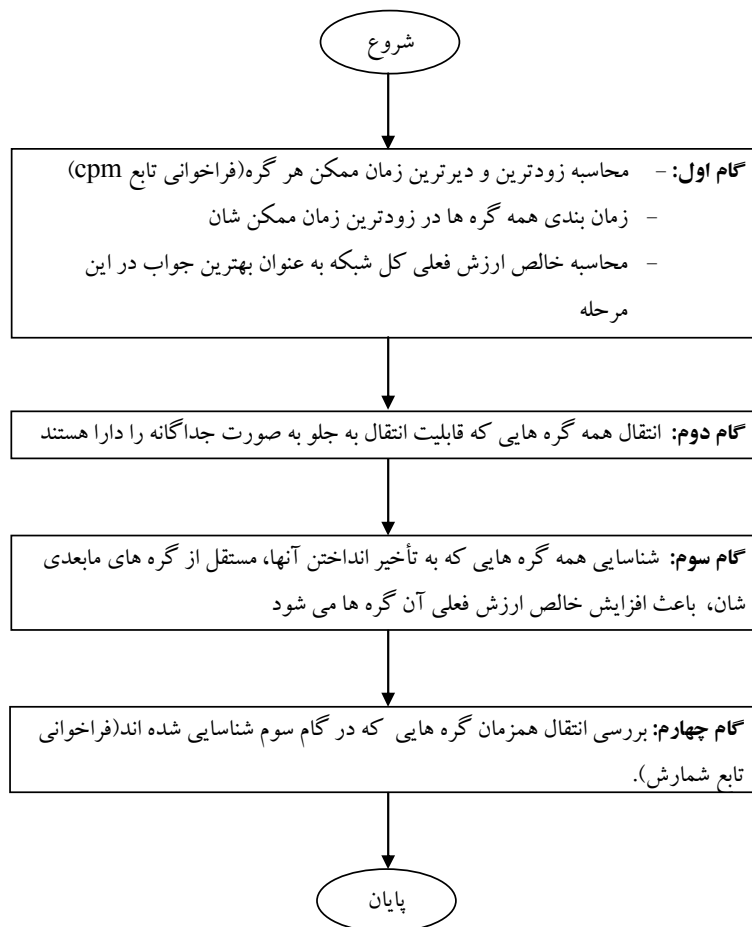 شروع
گام اول: - محاسبه زودترین و دیرترین زمان ممکن هر گره(فراخوانی تابع cpm)
- زمان بندی همه گره ها در زودترین زمان ممکن شان
- محاسبه خالص ارزش فعلی کل شبکه به عنوان بهترین جواب در این
مرحله
گام دوم: انتقال همه گره هایی که قابلیت انتقال به جلو به صورت جداگانه را دارا هستند
گام سوم: شناسایی همه گره هایی که به تأخیر انداختن آنها، مستقل از گره های مابعدی
شان، باعث افزایش خالص ارزش فعلی آن گره ها می شود
گام چهارم: بررسی انتقال همزمان گره هایی که در گام سوم شناسایی شده اند(فراخوانی
تابع شمارش).
پایان